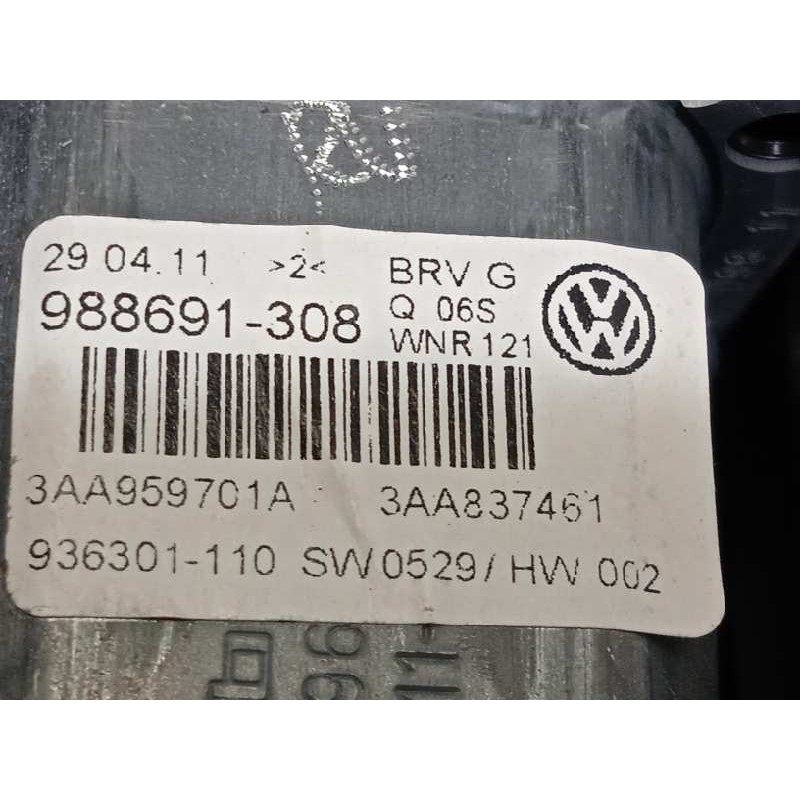 29 04.11 >2< BRV G
988691-308 Q 06S
WNR 121
3AA959701A 3AA837461
936301-110 SW0529/ HW 002